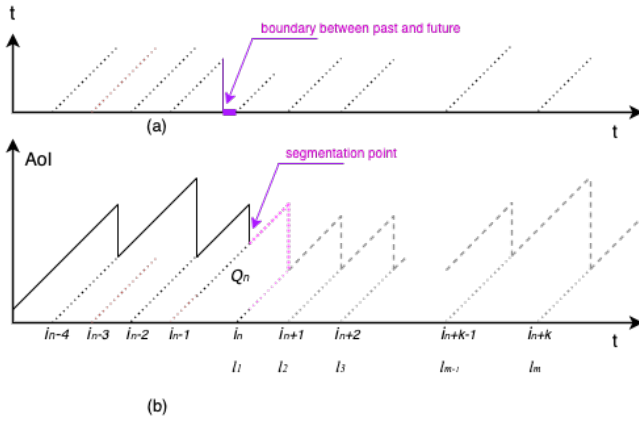 t
boundary between past and future
(a)
t
AoI
segmentation point
Qn
in-4 in-3 in-2 in-1 in in+1 in+2 in+k-1 in+k t
l1 l2 l3 lm-1 lm
(b)